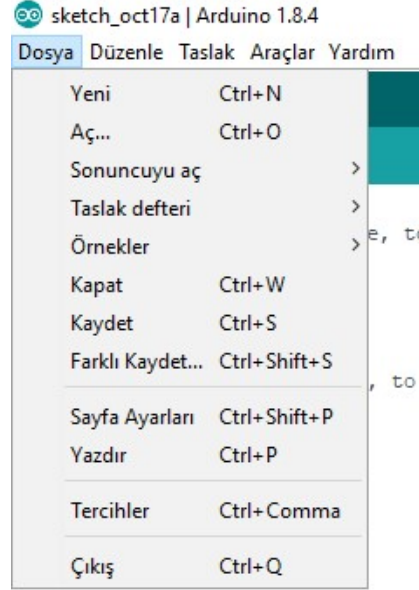 sketch_oct17a | Arduino 1.8.4
Dosya Düzenle Taslak Araçlar Yardım
Yeni Ctrl+N
Aç... Ctrl+O
Sonuncuyu aç >
Taslak defteri >
Örnekler >
e, to
Kapat Ctrl+W
Kaydet Ctrl+S
Farklı Kaydet... Ctrl+Shift+S
, to
Sayfa Ayarları Ctrl+Shift+P
Yazdır Ctrl+P
Tercihler Ctrl+Comma
Çıkış Ctrl+Q